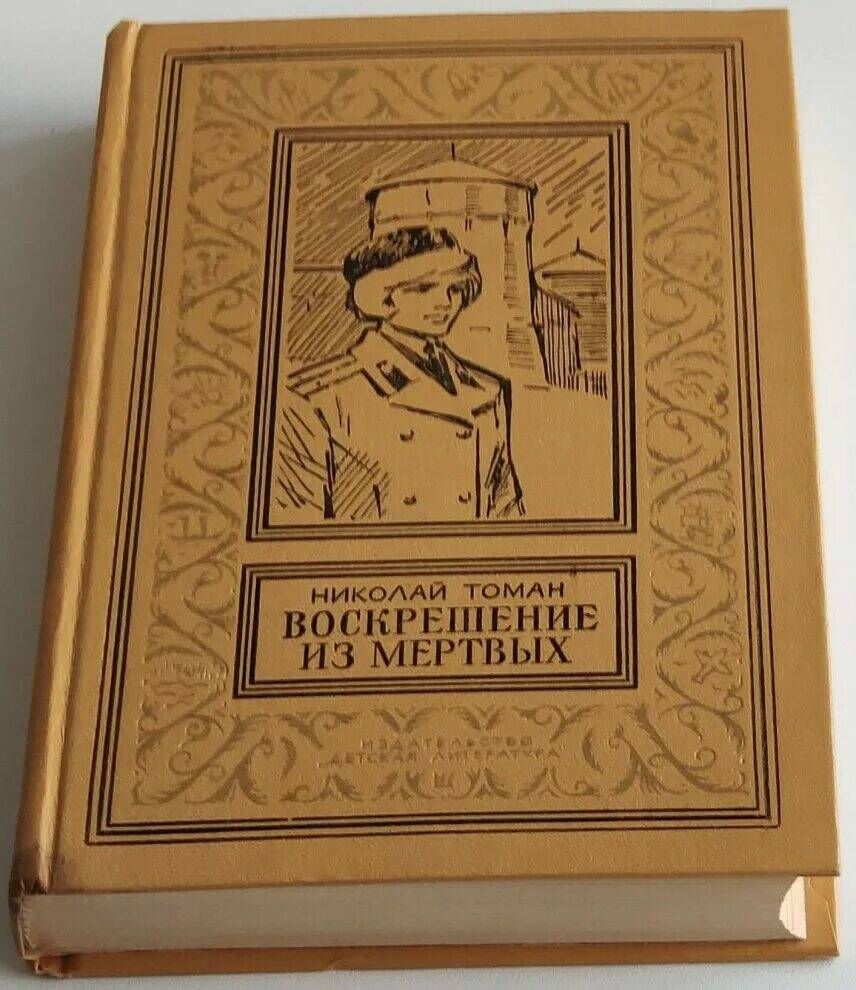 НИКОЛАЙ ТОМАН
ВОСКРЕШЕНИЕ
ИЗ МЕРТВЫХ
ИЗДАТЕЛЬСТВО
ДЕТСКАЯ ЛИТЕРАТУРА